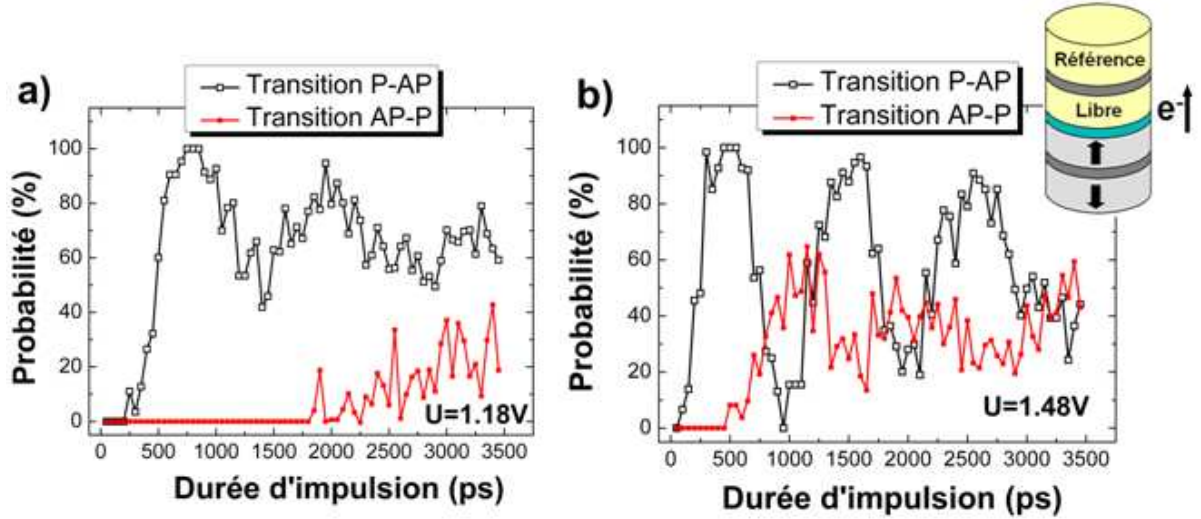 a)
Transition P-AP
Transition AP-P
Probabilité (%)
100
80
60
40
20
0
U=1.18V
0 500 1000 1500 2000 2500 3000 3500
Durée d'impulsion (ps)
b)
Transition P-AP
Transition AP-P
Probabilité (%)
100
80
60
40
20
0
U=1.48V
0 500 1000 1500 2000 2500 3000 3500
Durée d'impulsion (ps)
Référence
Libre
e-